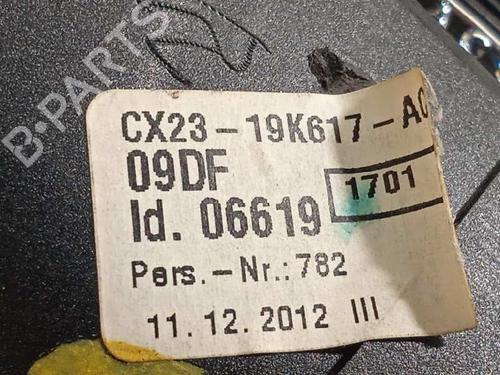 B-PARTS
CX23-19K617-AC
09DF
1701
Id. 06619
Pers.-Nr.: 782
11.12.2012 III